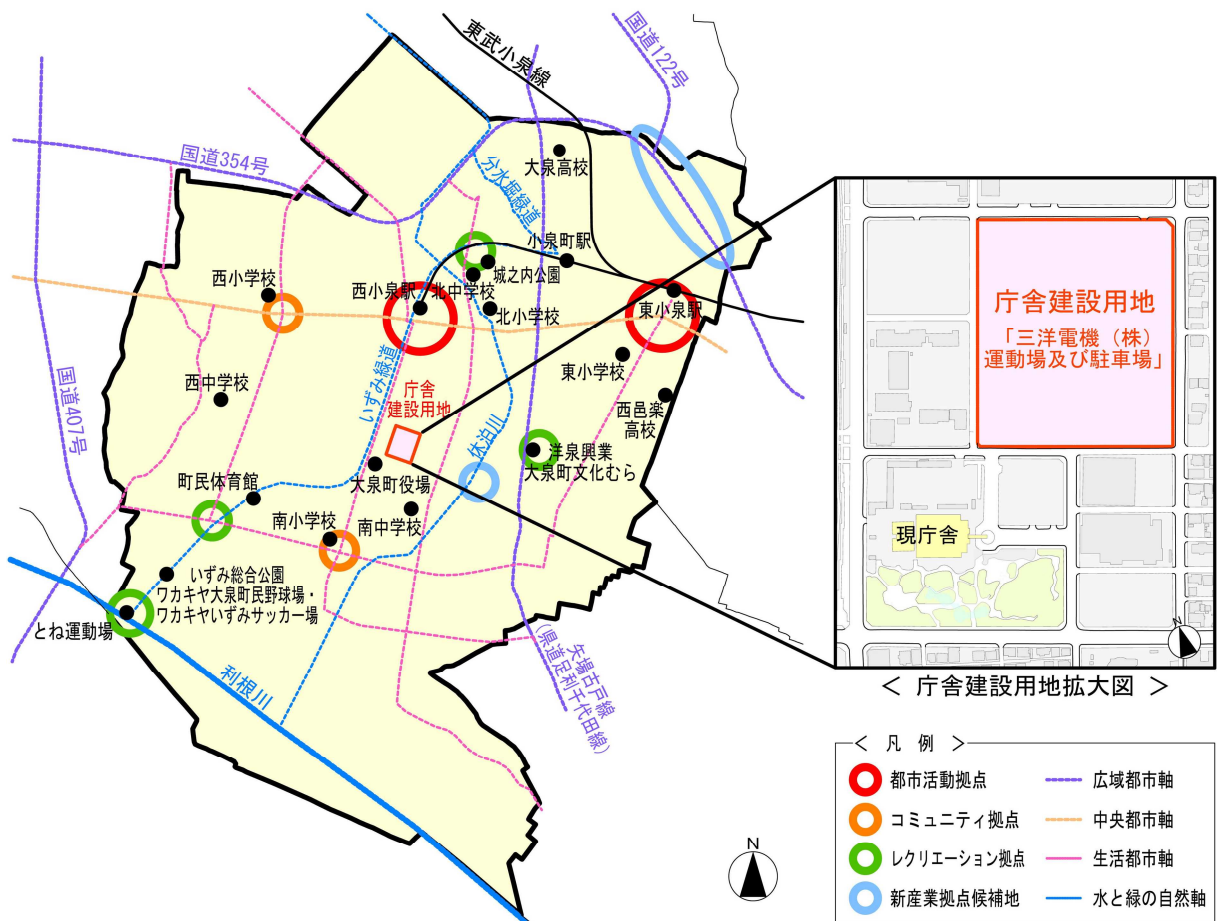 東武小泉線
国道122号
国道354号
分水堀緑道
大泉高校
小泉町駅
城之内公園
西小学校
西小泉駅
北中学校
北小学校
東小泉駅
いずみ緑道
東小学校
西中学校
国道407号
庁舎
建設用地
西邑楽
高校
休泊川
洋泉興業
大泉町文化むら
大泉町役場
町民体育館
南小学校
南中学校
いずみ総合公園
ワカキヤ大泉町民野球場・
ワカキヤいずみサッカー場
とね運動場
利根川
矢場古戸線
(県道足利千代田線)
N
庁舎建設用地
「三洋電機(株)
運動場及び駐車場」
現庁舎
N
< 庁舎建設用地拡大図 >
< 凡 例 >
都市活動拠点
広域都市軸
コミュニティ拠点
中央都市軸
レクリエーション拠点
生活都市軸
新産業拠点候補地
水と緑の自然軸